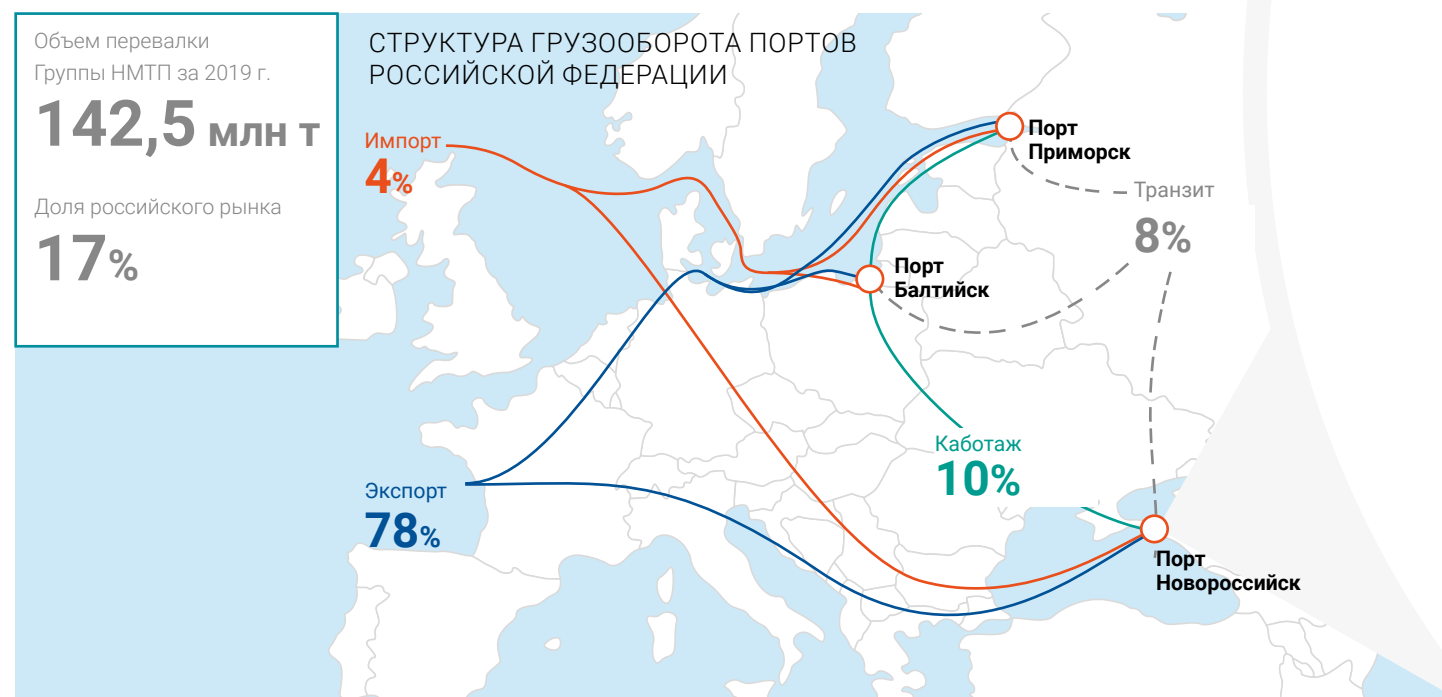 Объем перевалки
Группы НМТП за 2019 г.
142,5 млн т
Доля российского рынка
17%
СТРУКТУРА ГРУЗООБОРОТА ПОРТОВ
РОССИЙСКОЙ ФЕДЕРАЦИИ
Импорт
4%
Порт
Приморск
Транзит
8%
Порт
Балтийск
Каботаж
10%
Экспорт
78%
Порт
Новороссийск